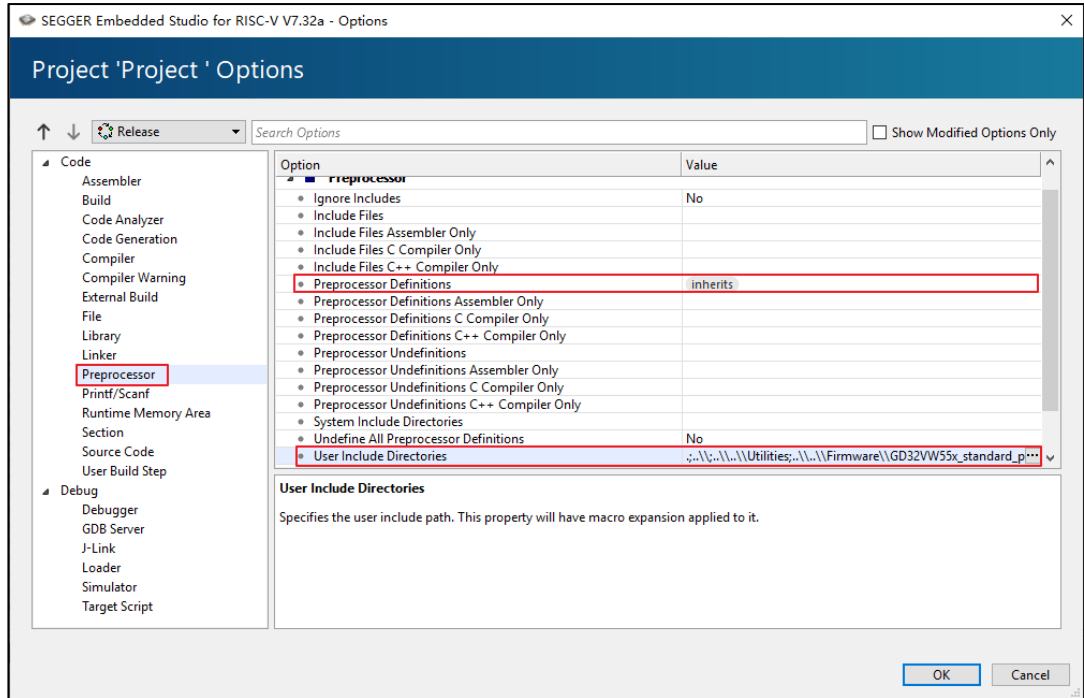 SEGGER Embedded Studio for RISC-V V7.32a - Options
Project 'Project ' Options
Release
Search Options
Show Modified Options Only
Code
Assembler
Build
Code Analyzer
Code Generation
Compiler
Compiler Warning
External Build
File
Library
Linker
Preprocessor
Printf/Scanf
Runtime Memory Area
Section
Source Code
User Build Step
Debug
Debugger
GDB Server
J-Link
Loader
Simulator
Target Script
Option Value
Preprocessor
Ignore Includes No
Include Files
Include Files Assembler Only
Include Files C Compiler Only
Include Files C++ Compiler Only
Preprocessor Definitions inherits
Preprocessor Definitions Assembler Only
Preprocessor Definitions C Compiler Only
Preprocessor Definitions C++ Compiler Only
Preprocessor Undefinitions
Preprocessor Undefinitions Assembler Only
Preprocessor Undefinitions C Compiler Only
Preprocessor Undefinitions C++ Compiler Only
System Include Directories
Undefine All Preprocessor Definitions No
User Include Directories .;..\\;..\\..\\Utilities;..\\..\\Firmware\\GD32VW55x_standard_p...
User Include Directories
Specifies the user include path. This property will have macro expansion applied to it.
OK Cancel